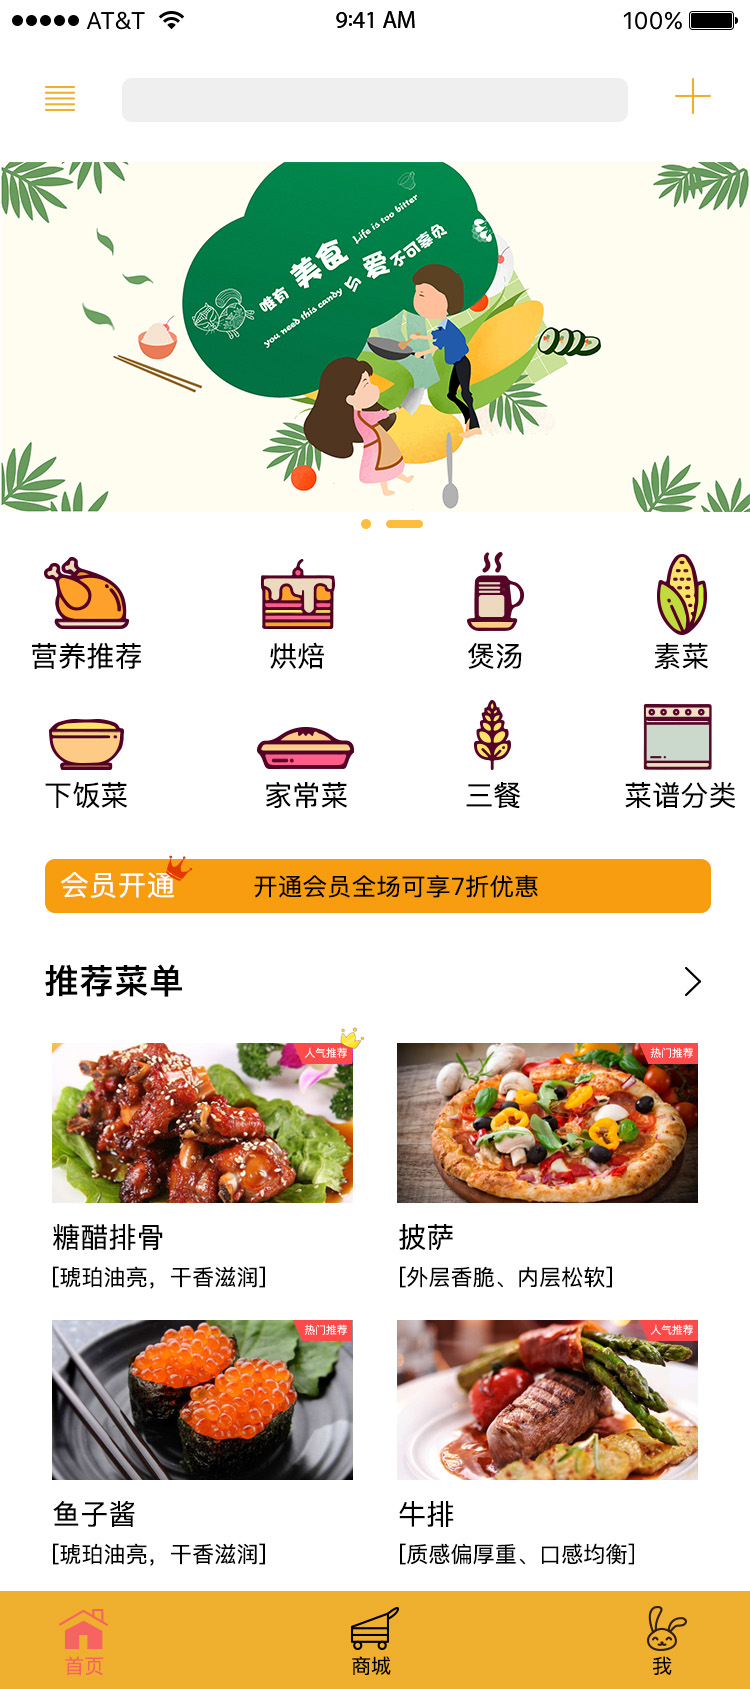 AT&T 9:41 AM 100%
唯有 美食 Life is too bitter
与 爱 不可辜负
you need this candy
营养推荐 烘焙 煲汤 素菜
下饭菜 家常菜 三餐 菜谱分类
会员开通 开通会员全场可享7折优惠
推荐菜单
人气推荐 热门推荐
糖醋排骨 披萨
[琥珀油亮，干香滋润] [外层香脆、内层松软]
热门推荐 人气推荐
鱼子酱 牛排
[琥珀油亮，干香滋润] [质感偏厚重、口感均衡]
首页 商城 我